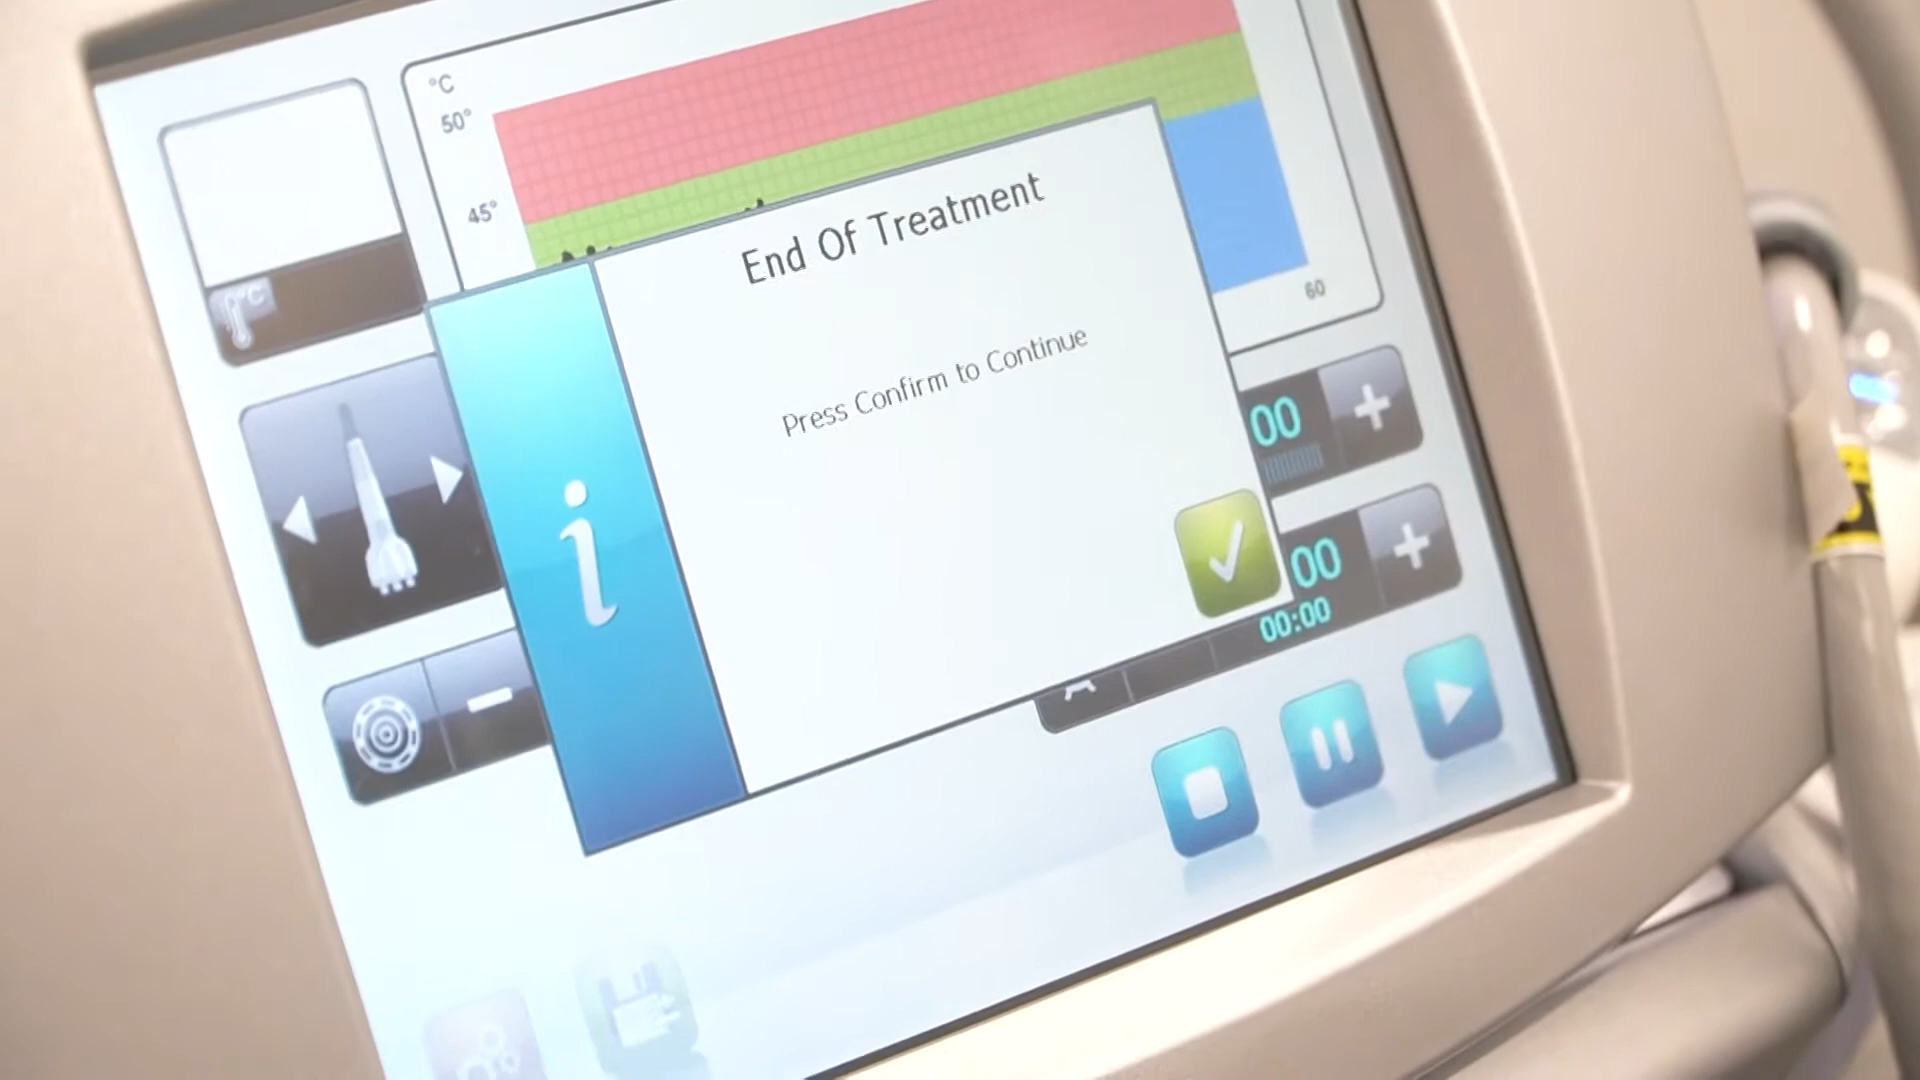 °C
50°
45°
60
End Of Treatment
Press Confirm to Continue
i
00
00
00:00
°C